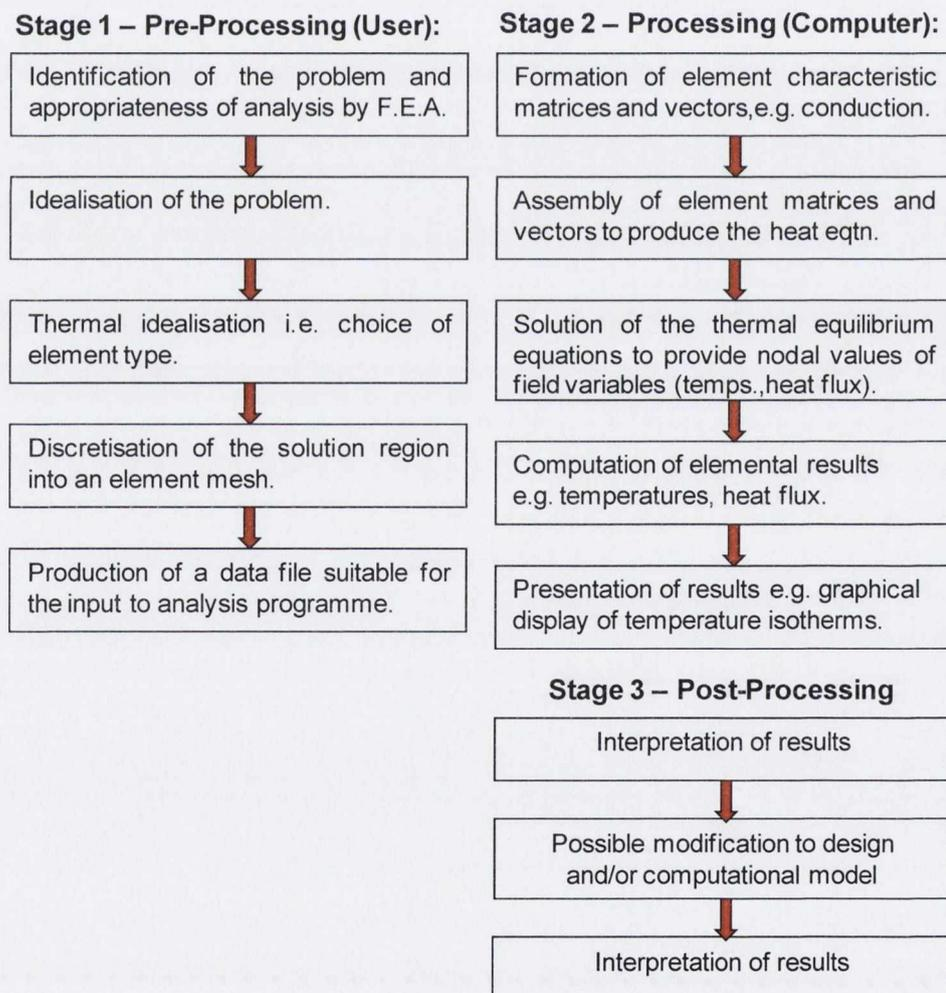 Stage 1 – Pre-Processing (User):
Identification of the problem and
appropriateness of analysis by F.E.A.
Idealisation of the problem.
Thermal idealisation i.e. choice of
element type.
Discretisation of the solution region
into an element mesh.
Production of a data file suitable for
the input to analysis programme.
Stage 2 – Processing (Computer):
Formation of element characteristic
matrices and vectors,e.g. conduction.
Assembly of element matrices and
vectors to produce the heat eqtn.
Solution of the thermal equilibrium
equations to provide nodal values of
field variables (temps.,heat flux).
Computation of elemental results
e.g. temperatures, heat flux.
Presentation of results e.g. graphical
display of temperature isotherms.
Stage 3 – Post-Processing
Interpretation of results
Possible modification to design
and/or computational model
Interpretation of results